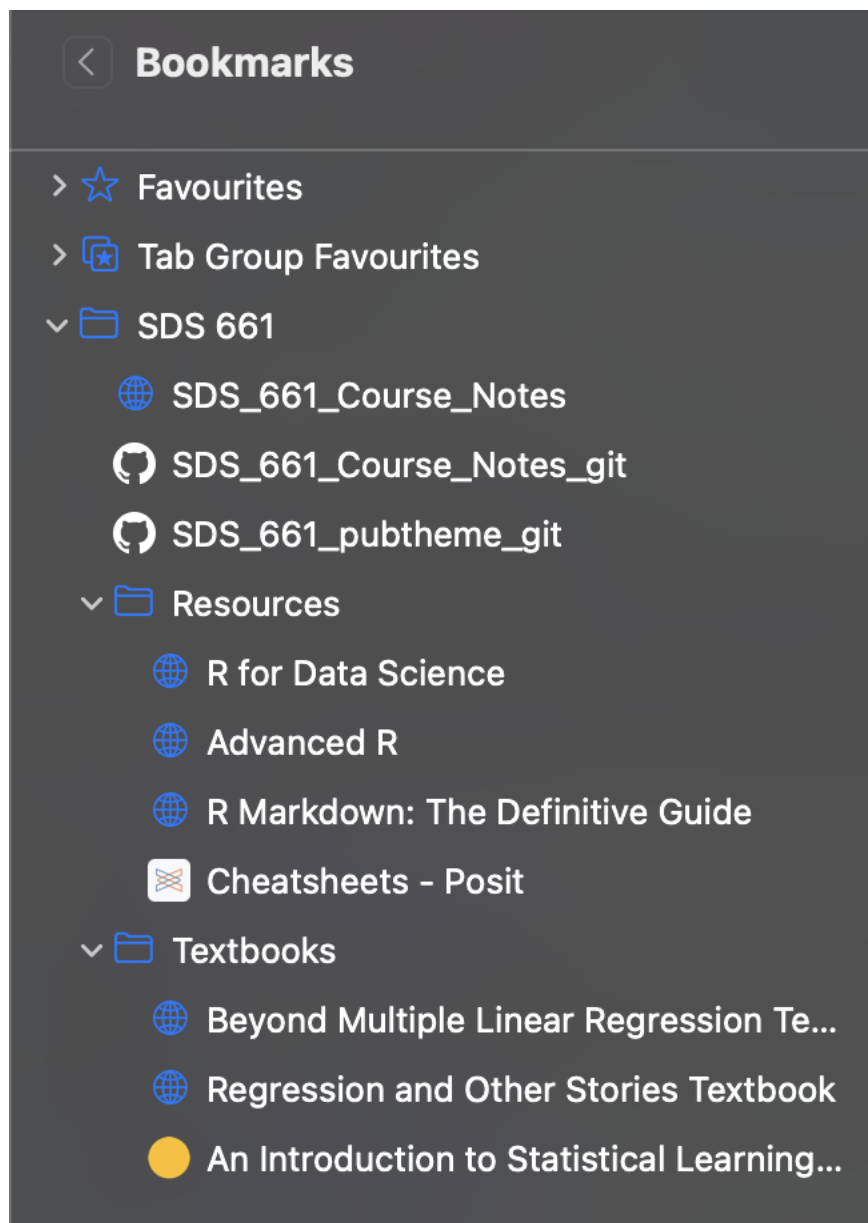 Bookmarks
Favourites
Tab Group Favourites
SDS 661
SDS_661_Course_Notes
SDS_661_Course_Notes_git
SDS_661_pubtheme_git
Resources
R for Data Science
Advanced R
R Markdown: The Definitive Guide
Cheatsheets - Posit
Textbooks
Beyond Multiple Linear Regression Te...
Regression and Other Stories Textbook
An Introduction to Statistical Learning...